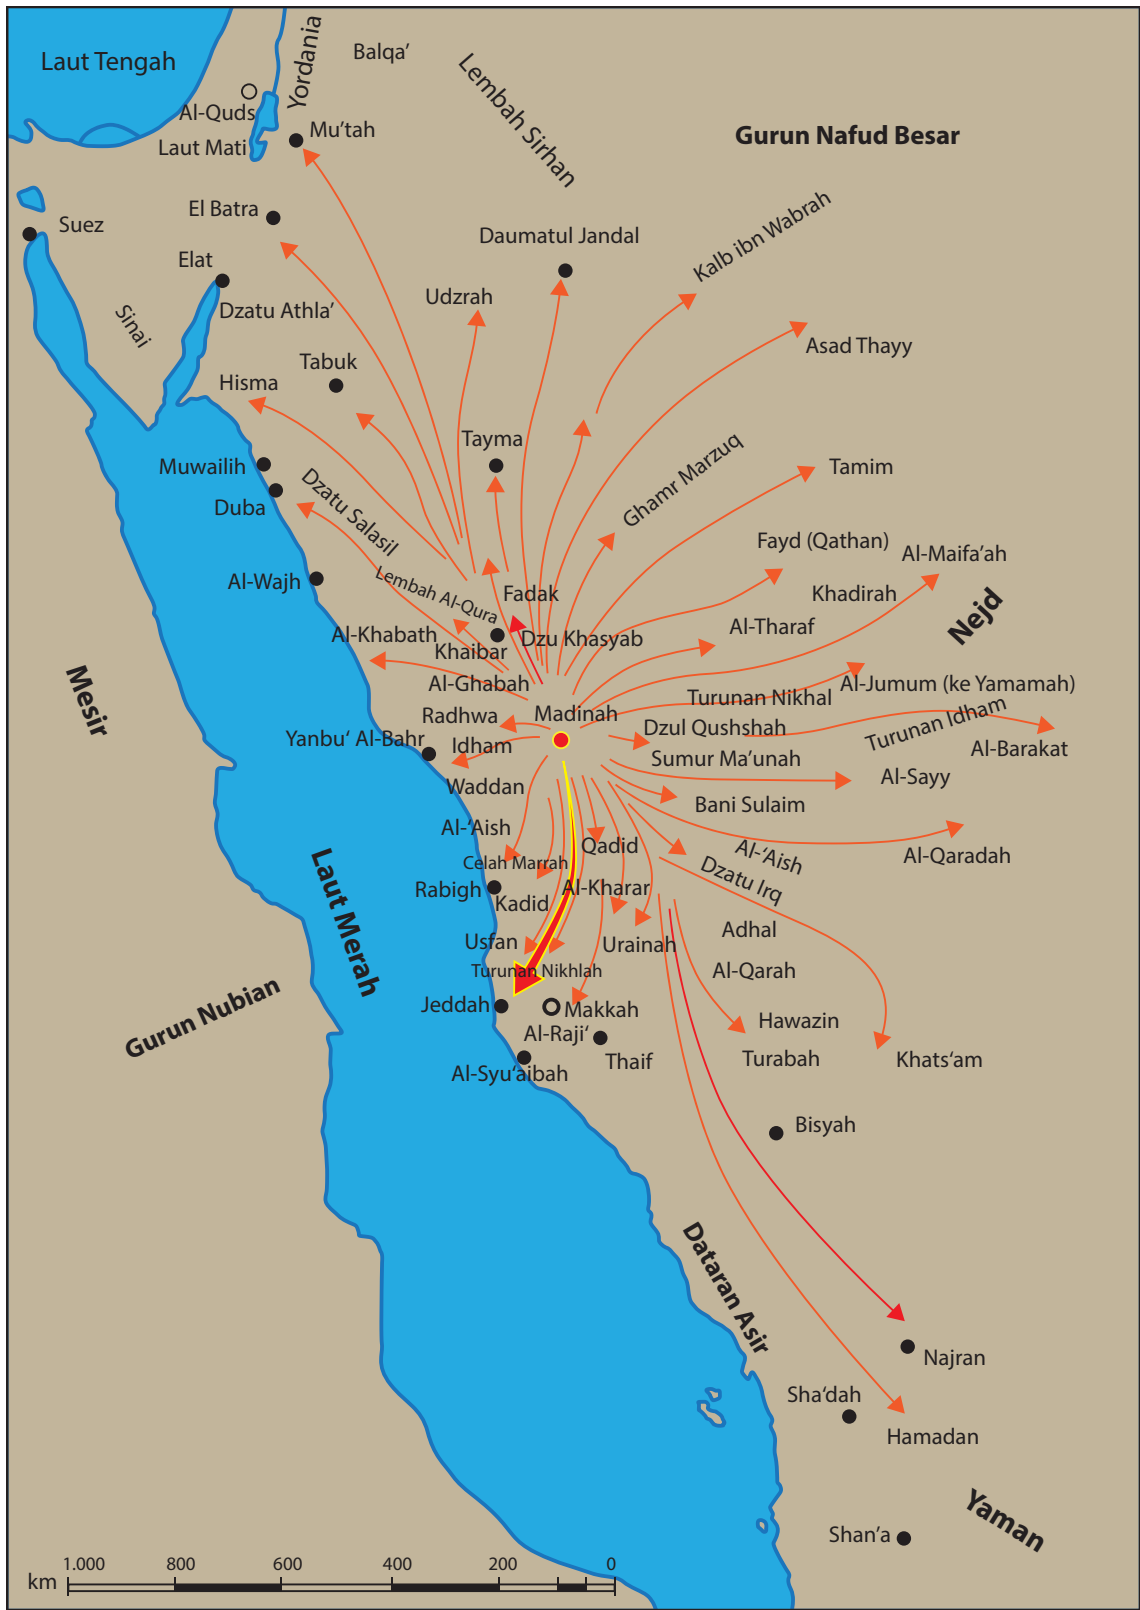 Laut Tengah
Yordania
Balqa’
Lembah Sirhan
Al-Quds
Mu’tah
Gurun Nafud Besar
Laut Mati
El Batra
Suez
Daumatul Jandal
Kalb ibn Wabrah
Elat
Udzrah
Dzatu Athla’
Sinai
Asad Thayy
Tabuk
Hisma
Tayma
Ghamr Marzuq
Tamim
Muwailih
Duba
Dzatu Salasil
Fayd (Qathan)
Al-Maifa’ah
Al-Wajh
Lembah Al-Qura
Fadak
Khadirah
Nejd
Al-Khabath
Khaibar
Dzu Khasyab
Al-Tharaf
Al-Ghabah
Al-Jumum (ke Yamamah)
Mesir
Turunan Nikhal
Radhwa
Madinah
Dzul Qushshah
Turunan Idham
Yanbu‘ Al-Bahr
Idham
Sumur Ma’unah
Al-Barakat
Waddan
Al-Sayy
Bani Sulaim
Al-‘Aish
Qadid
Al-‘Aish
Al-Qaradah
Celah Marrah
Dzatu Irq
Laut Merah
Rabigh
Kadid
Al-Kharar
Usfan
Urainah
Adhal
Turunan Nikhlah
Al-Qarah
Gurun Nubian
Jeddah
Makkah
Hawazin
Al-Raji‘
Thaif
Turabah
Khats‘am
Al-Syu‘aibah
Bisyah
Dataran Asir
Najran
Sha‘dah
Hamadan
Yaman
Shan’a
1.000 800 600 400 200 0
km